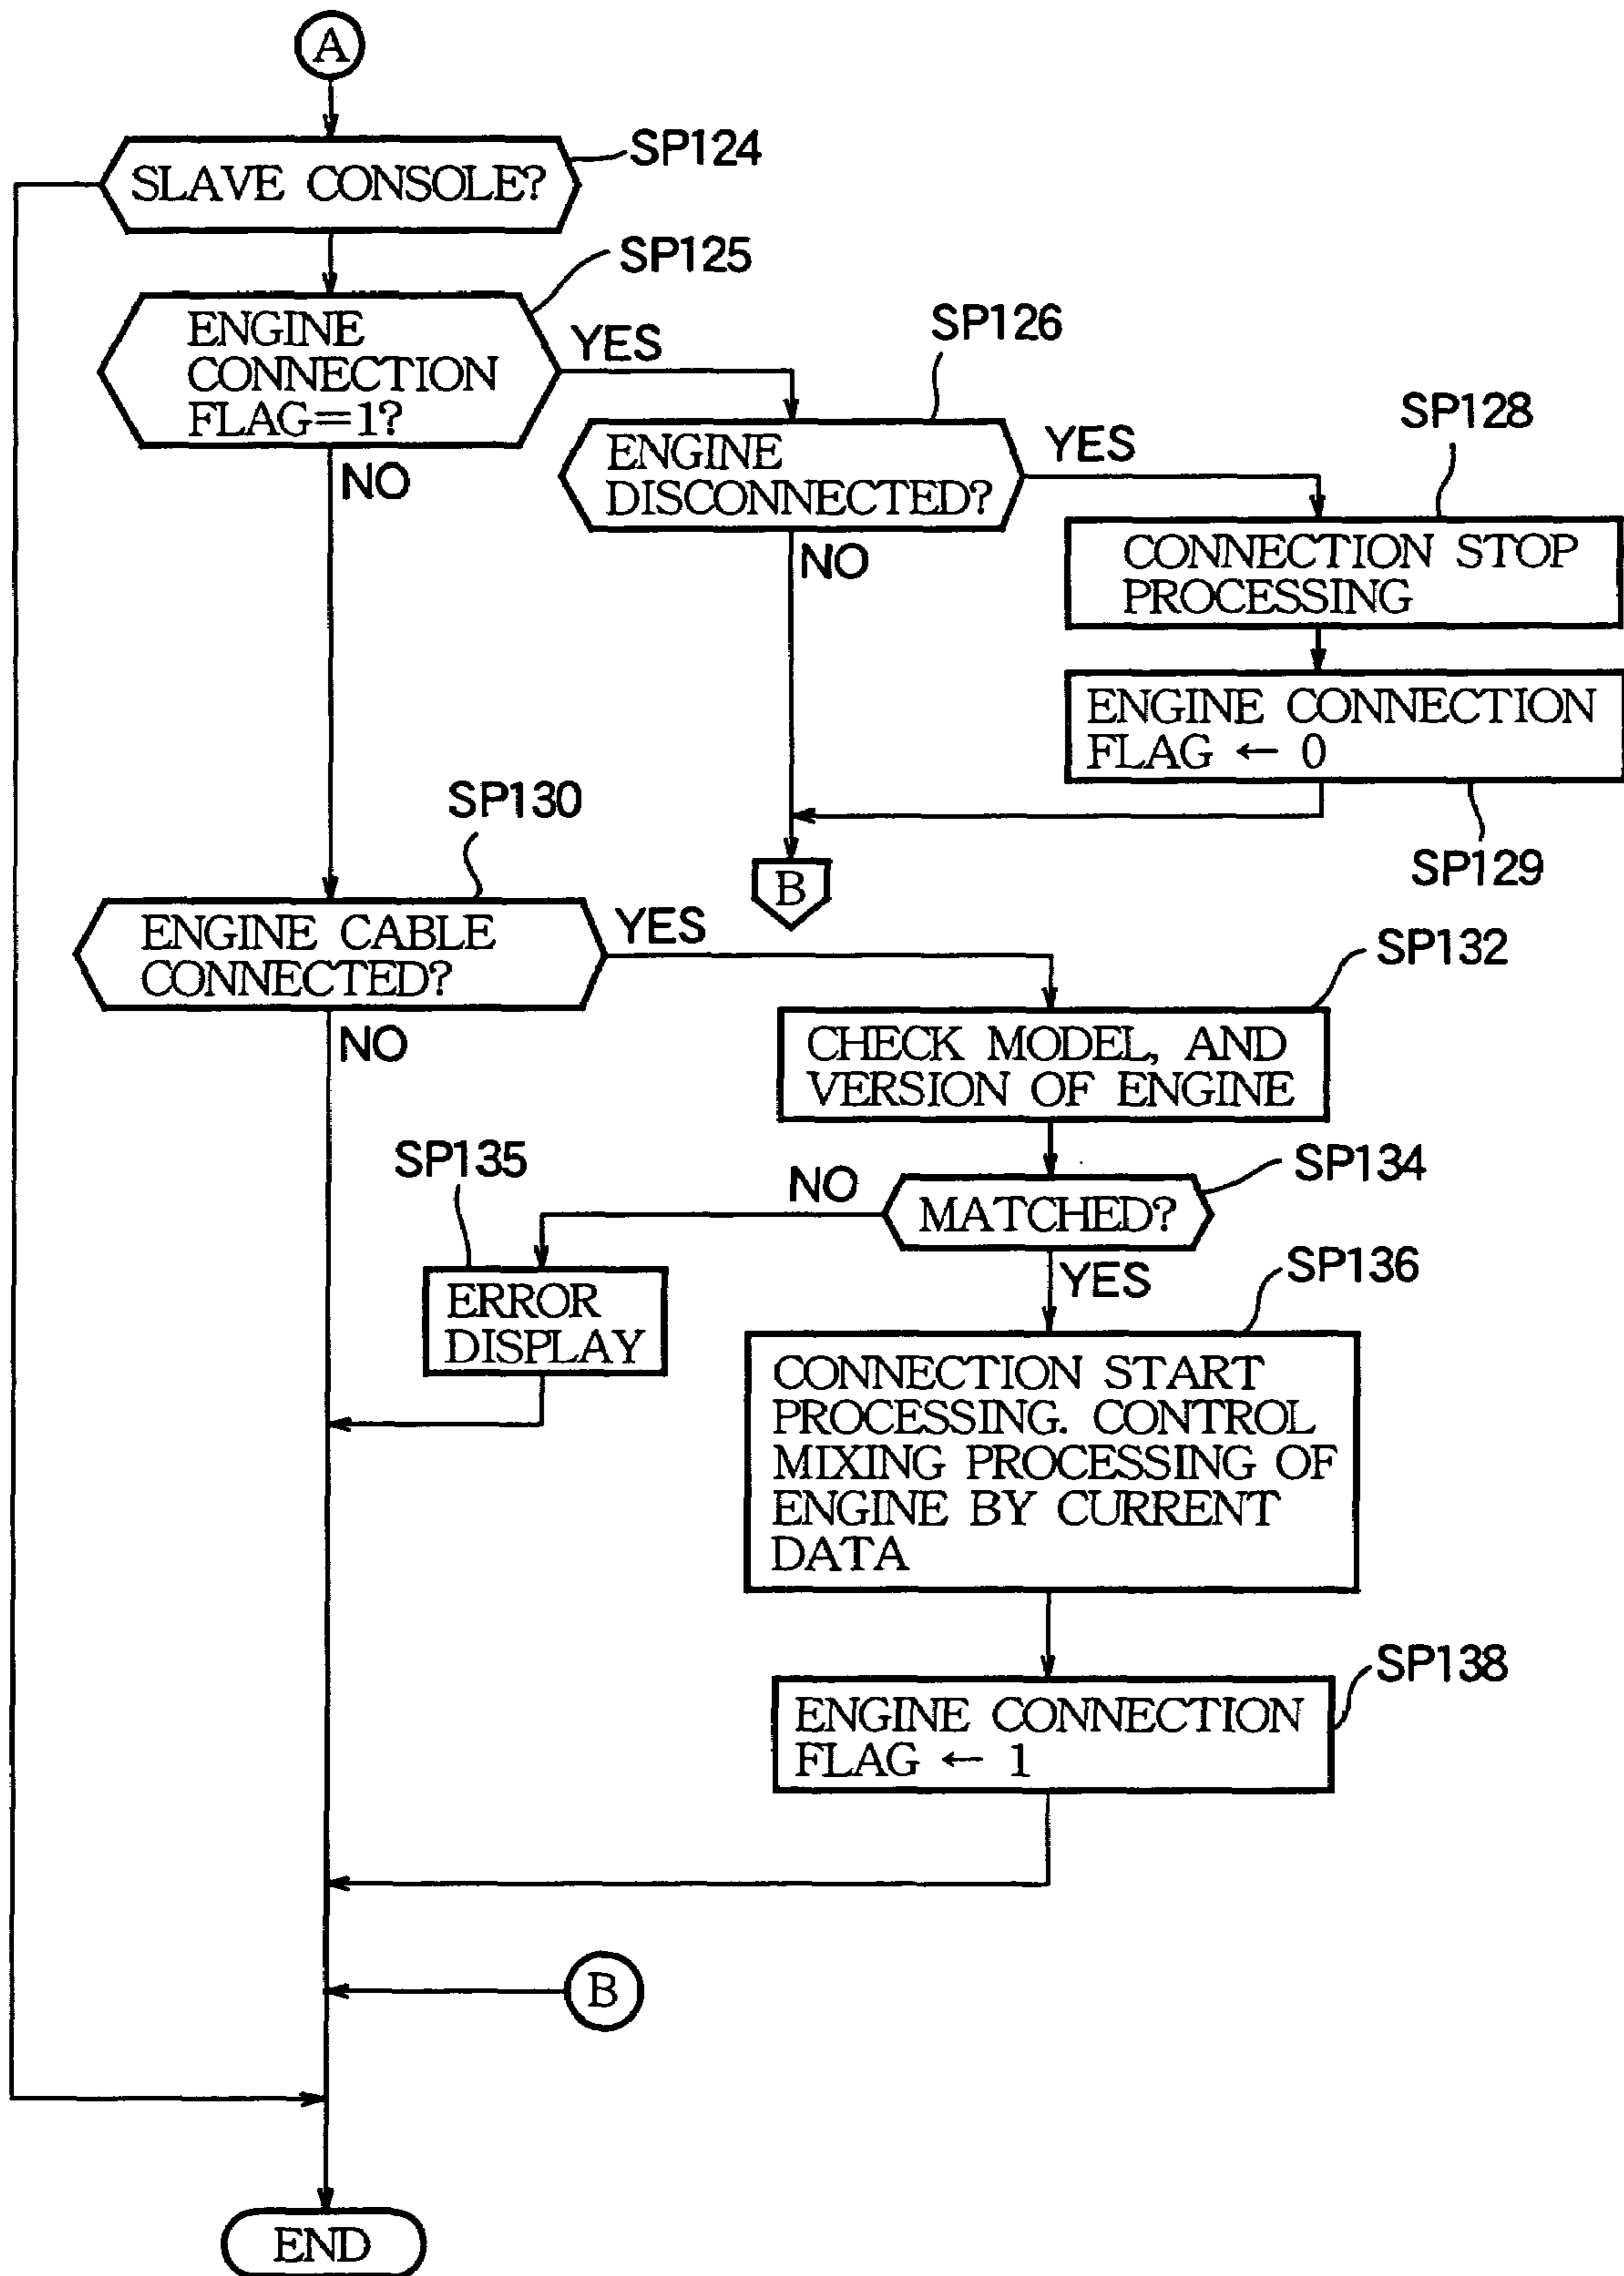 A
SLAVE CONSOLE?
SP124
SP125
ENGINE
CONNECTION
FLAG=1?
YES
NO
SP126
ENGINE
DISCONNECTED?
YES
NO
SP128
CONNECTION STOP
PROCESSING
ENGINE CONNECTION
FLAG ← 0
SP129
B
SP130
ENGINE CABLE
CONNECTED?
YES
NO
SP132
CHECK MODEL, AND
VERSION OF ENGINE
SP134
MATCHED?
NO
YES
SP135
ERROR
DISPLAY
SP136
CONNECTION START
PROCESSING. CONTROL
MIXING PROCESSING OF
ENGINE BY CURRENT
DATA
SP138
ENGINE CONNECTION
FLAG ← 1
B
END